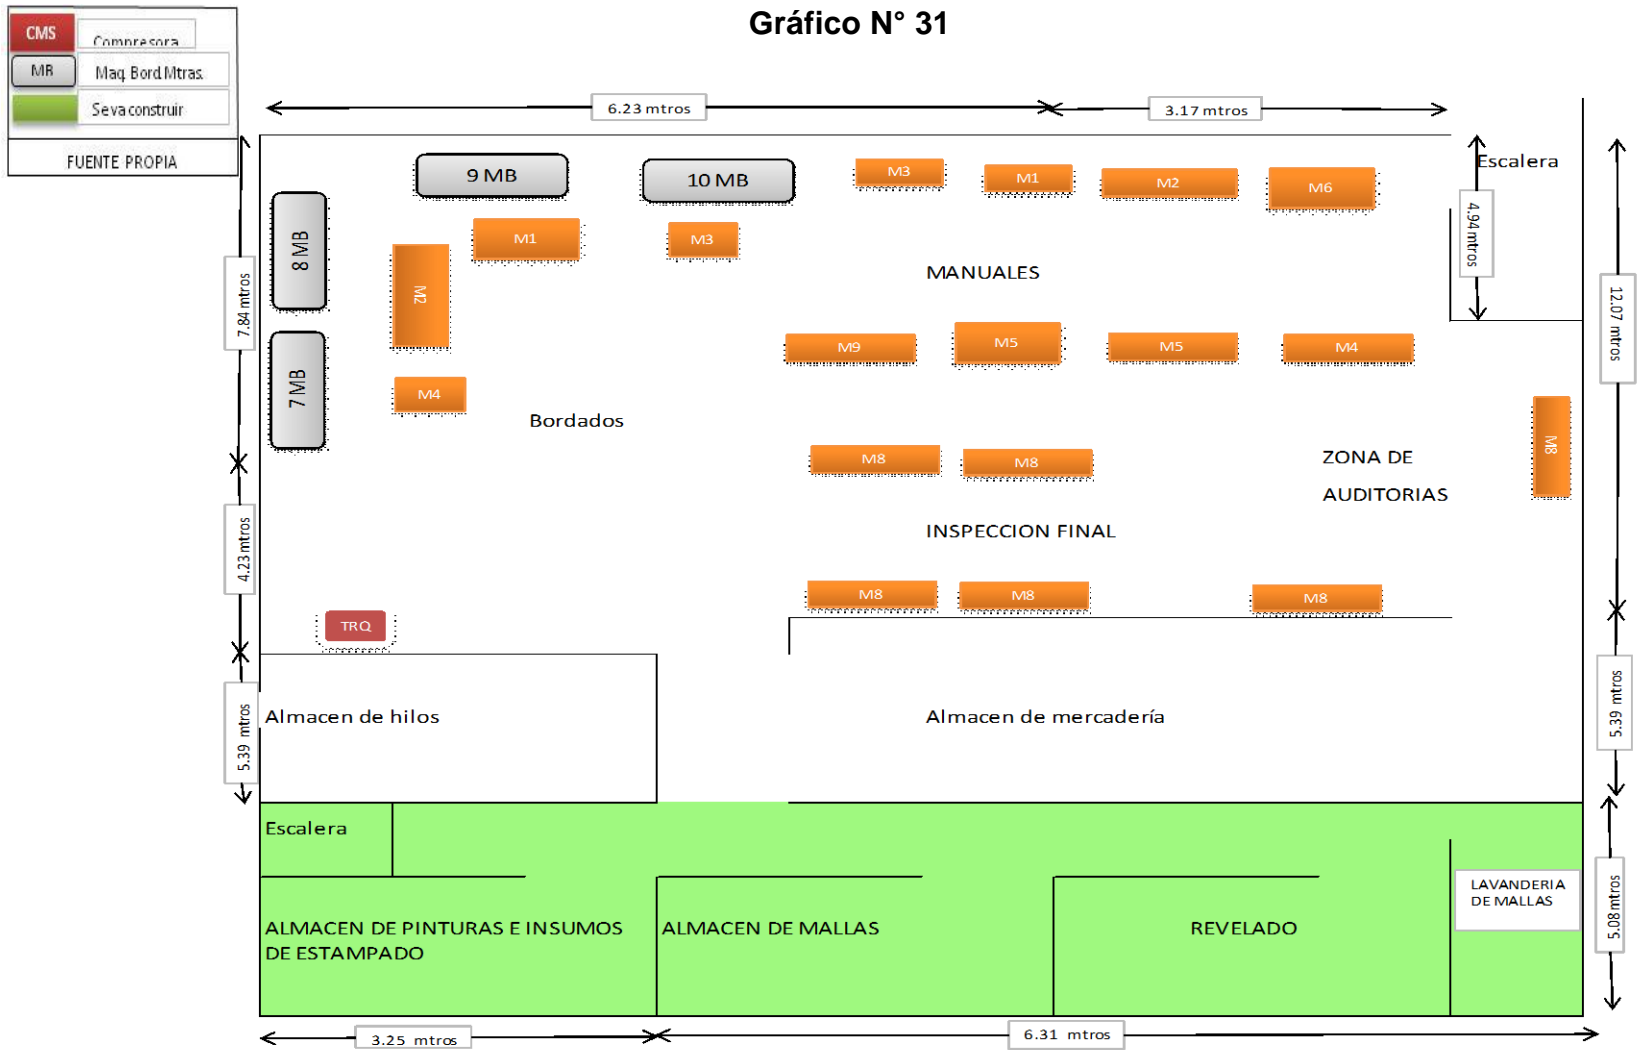 Gráfico N° 31
CMS
Compresora
MB
Maq. Bord. Mtras.
Se va construir
FUENTE PROPIA
6.23 mtros
3.17 mtros
Escalera
9 MB
10 MB
M3
M1
M2
M6
8 MB
M1
M3
M2
MANUALES
4.94 mtros
7.84 mtros
12.07 mtros
7 MB
M9
M5
M5
M4
M4
Bordados
M8
M8
M8
ZONA DE
AUDITORIAS
INSPECCION FINAL
4.23 mtros
M8
M8
M8
TRQ
Almacen de hilos
Almacen de mercadería
5.39 mtros
5.39 mtros
Escalera
LAVANDERIA
DE MALLAS
ALMACEN DE PINTURAS E INSUMOS
DE ESTAMPADO
ALMACEN DE MALLAS
REVELADO
5.08 mtros
3.25 mtros
6.31 mtros